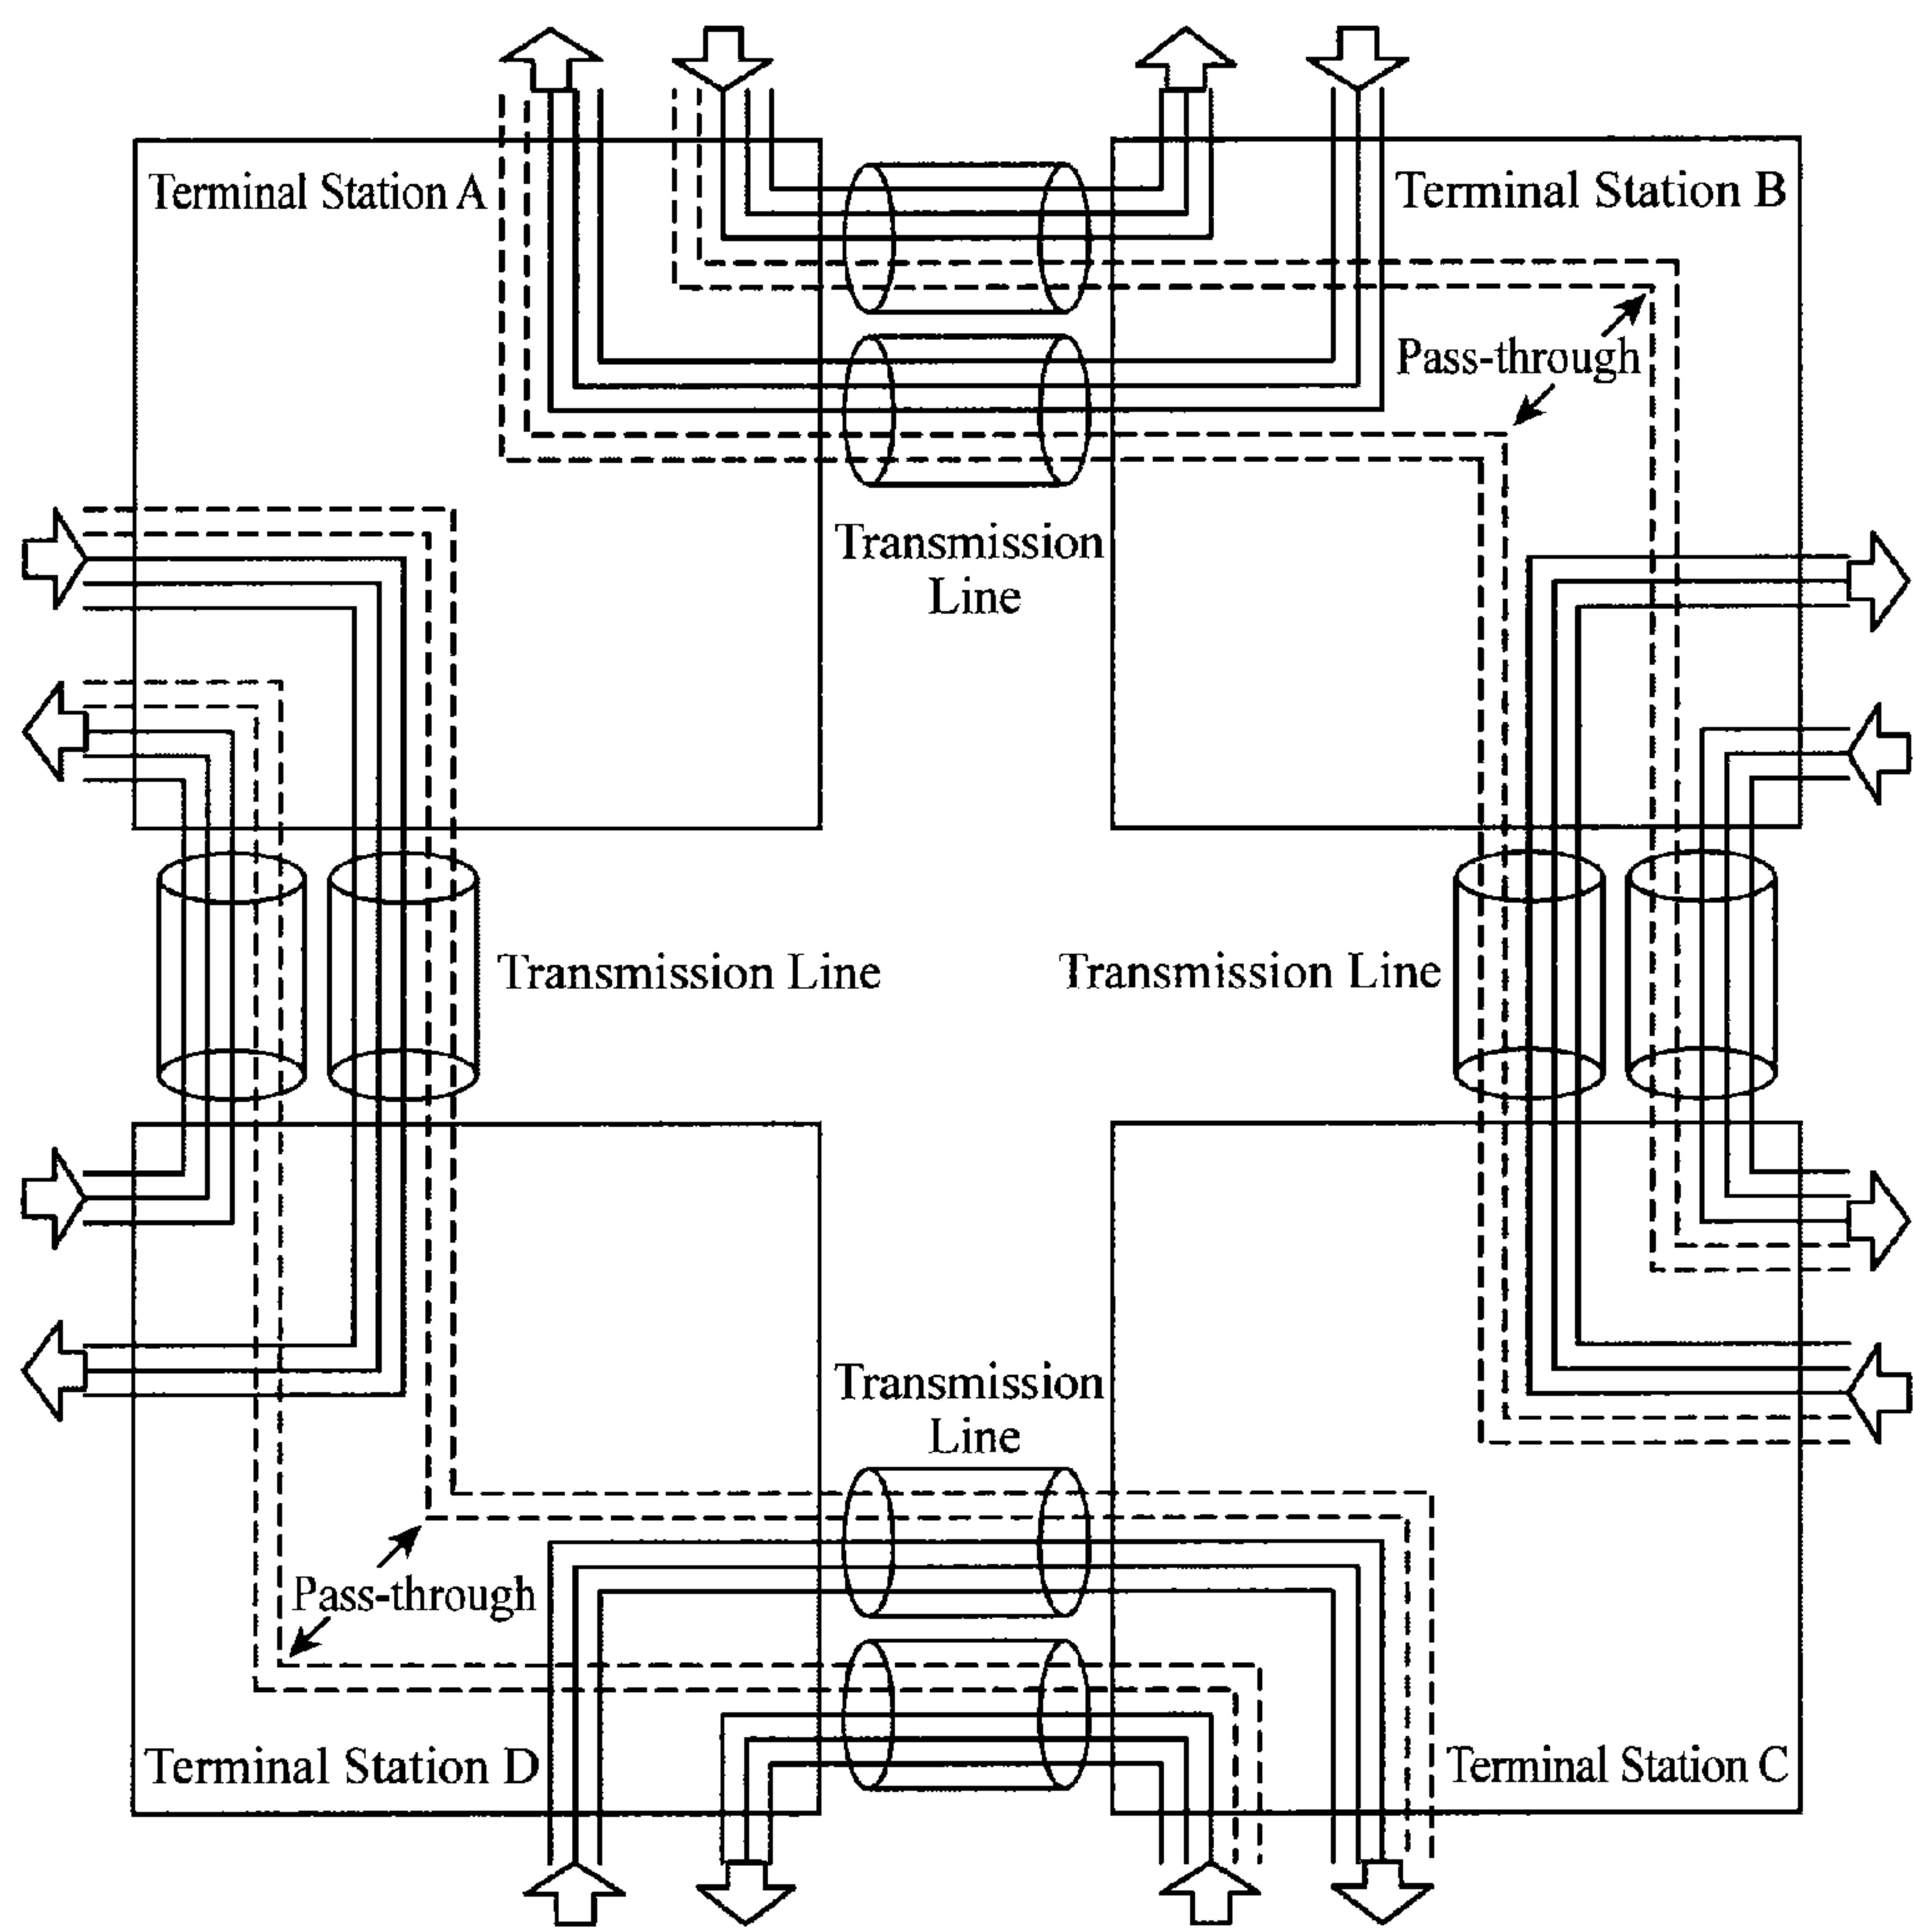 Terminal Station A
Terminal Station B
Pass-through
Transmission
Line
Transmission Line
Transmission Line
Transmission
Line
Pass-through
Terminal Station D
Terminal Station C